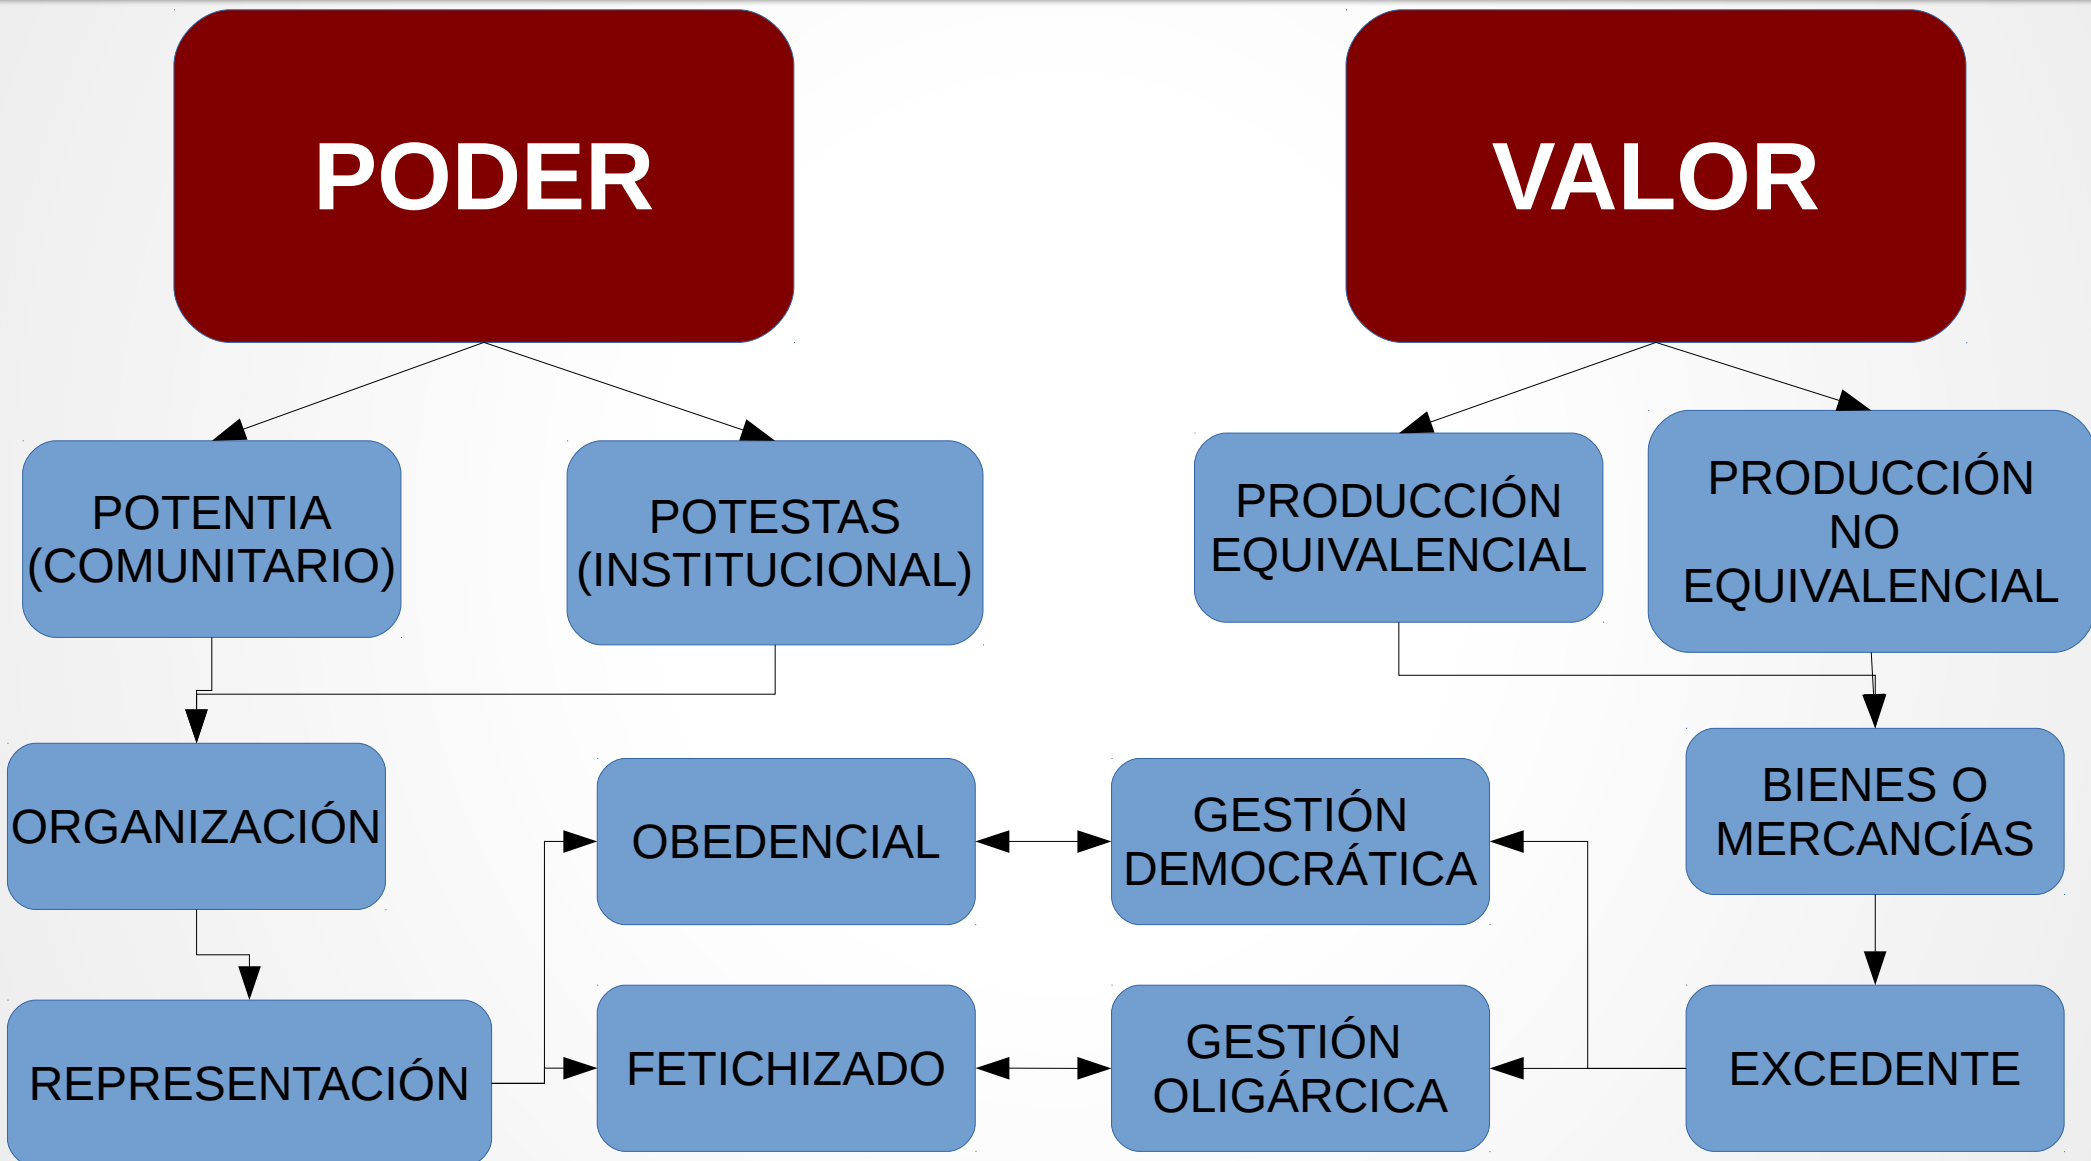 PODER
VALOR
POTENTIA
(COMUNITARIO)
POTESTAS
(INSTITUCIONAL)
PRODUCCIÓN
EQUIVALENCIAL
PRODUCCIÓN
NO
EQUIVALENCIAL
ORGANIZACIÓN
OBEDENCIAL
GESTIÓN
DEMOCRÁTICA
BIENES O
MERCANCÍAS
REPRESENTACIÓN
FETICHIZADO
GESTIÓN
OLIGÁRCICA
EXCEDENTE